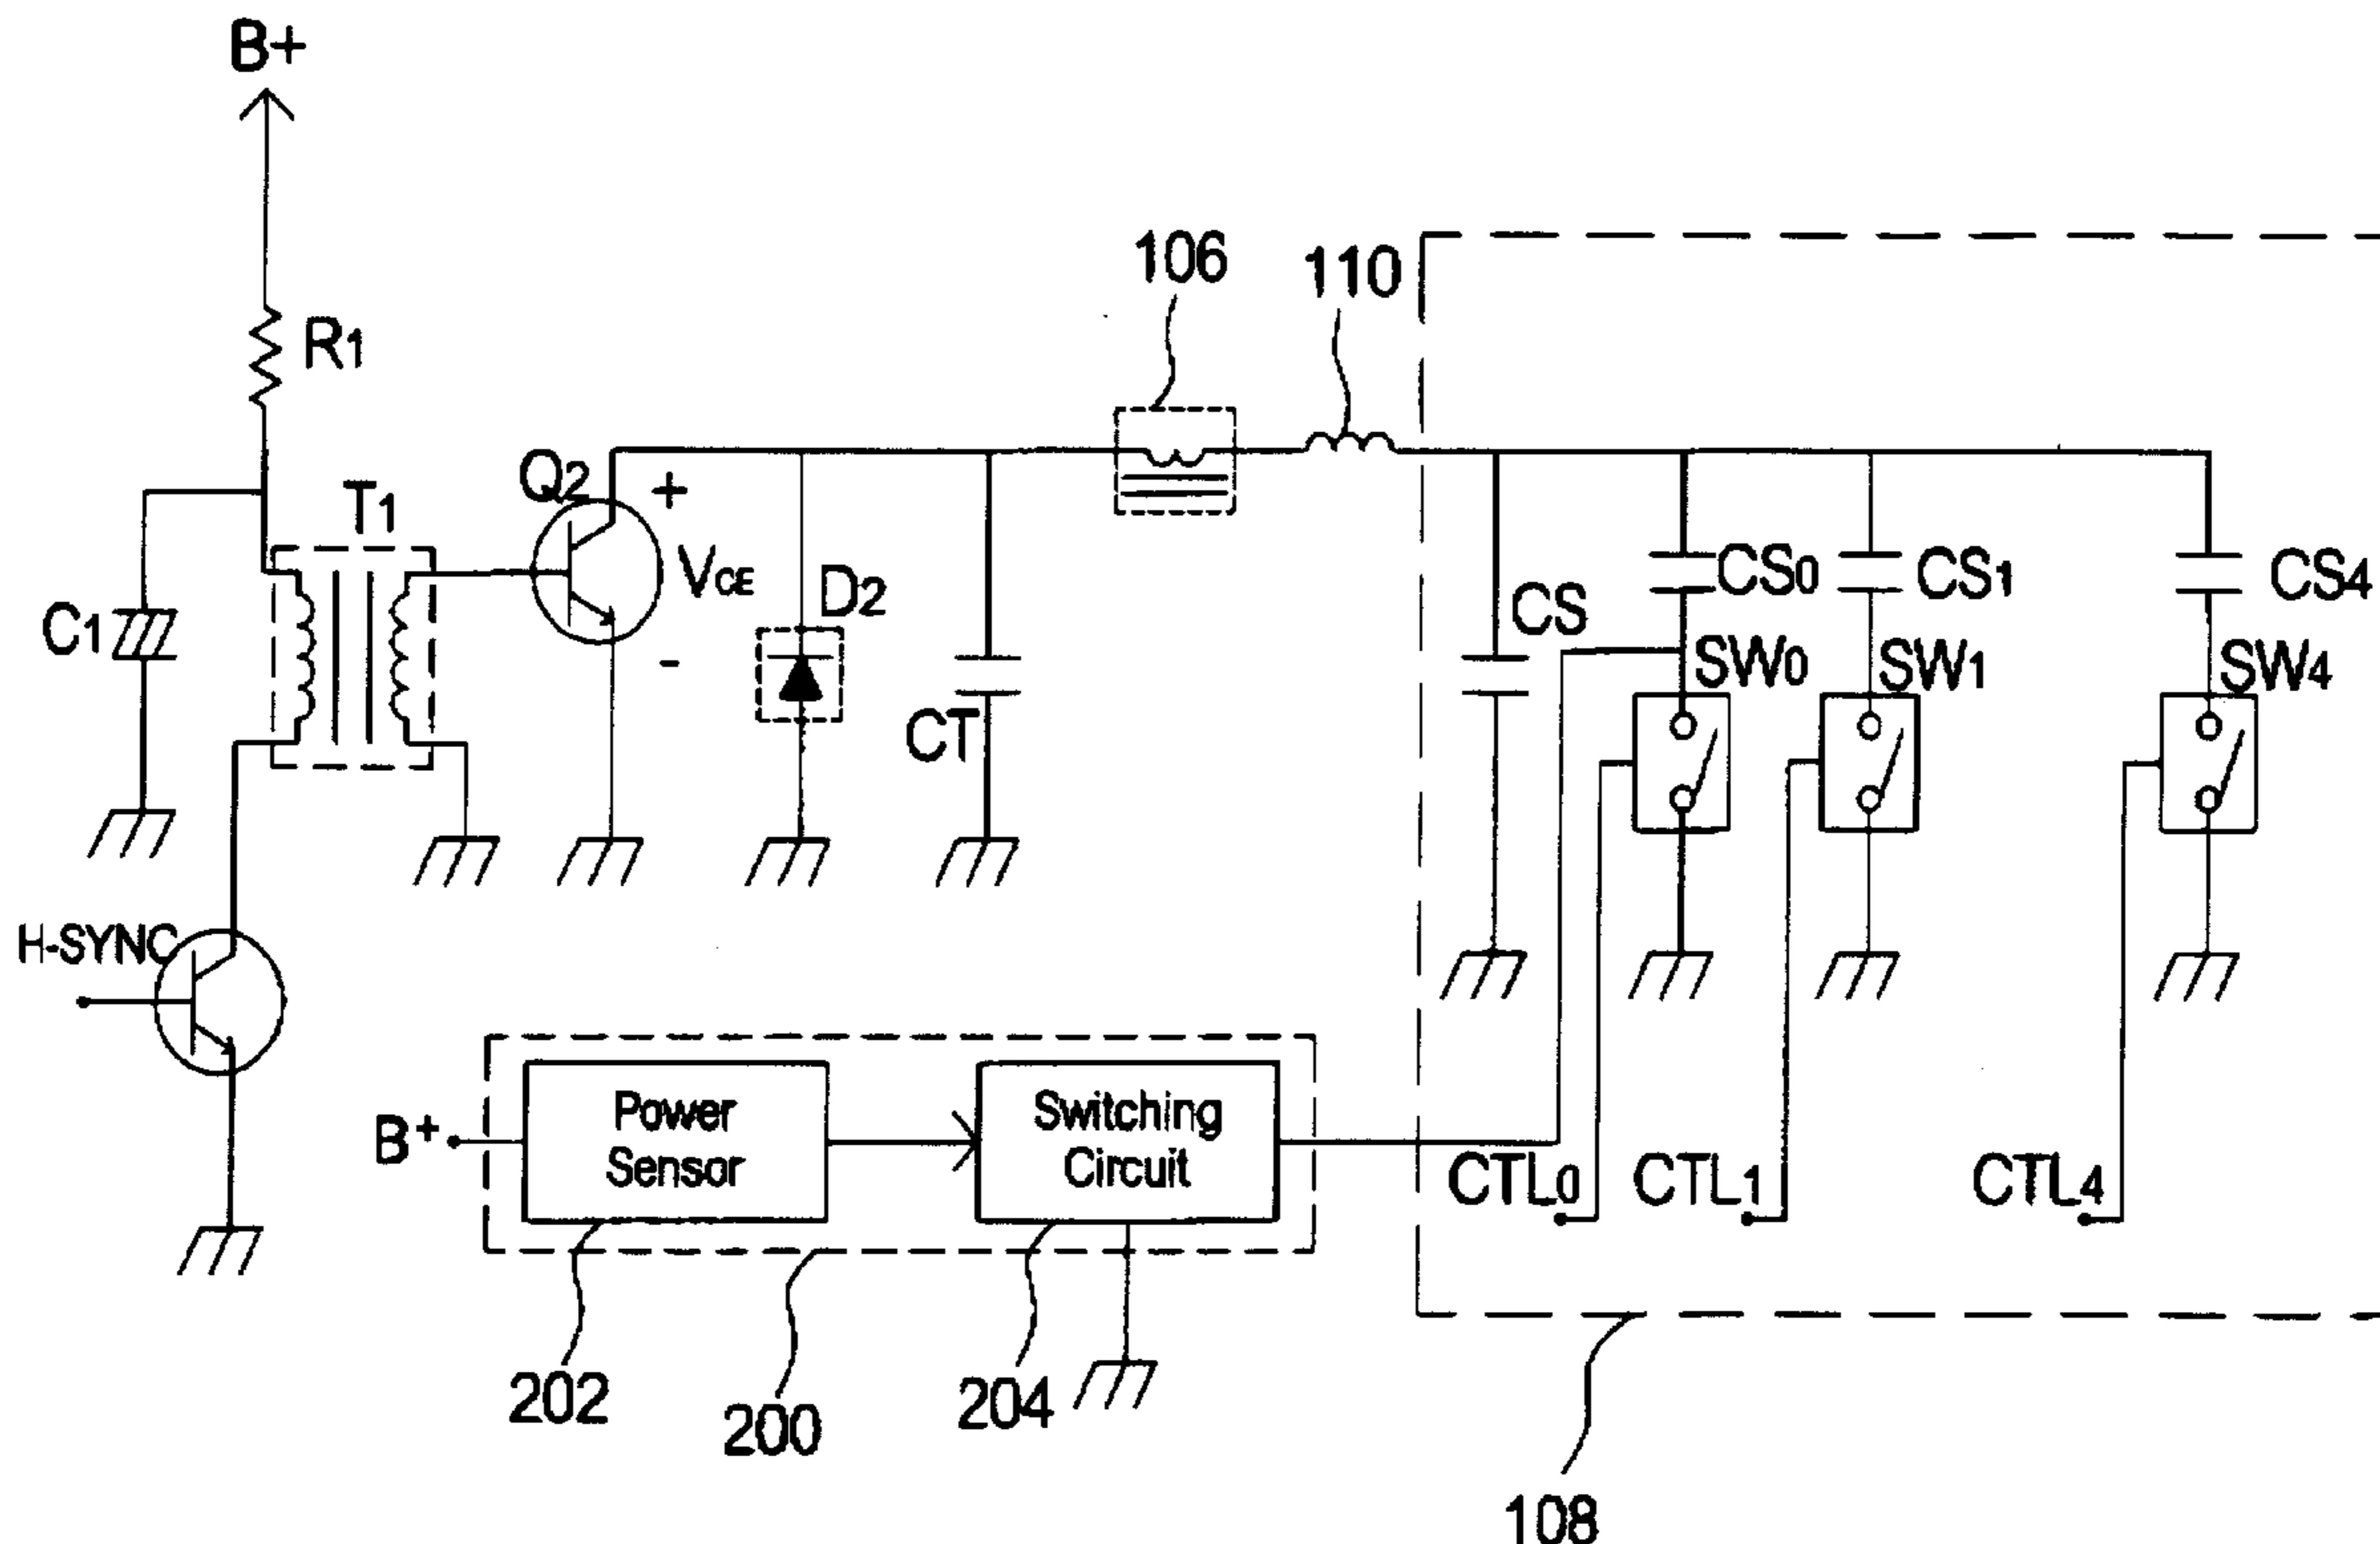 B+
106
110
R1
Q2
+
T1
VCE
D2
CS0
CS1
CS4
CS
C1
-
SW0
SW1
SW4
CT
H-SYNC
B+
Power
Sensor
Switching
Circuit
CTL0
CTL1
CTL4
202
200
204
108